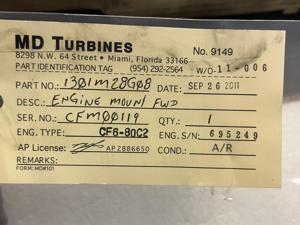 MD TURBINES No. 9149
8298 N.W. 64 Street • Miami, Florida 33166
PART IDENTIFICATION TAG (954) 292-2564 W/O-11-006
PART NO.: 1301M28G08 DATE: SEP 26 2011
DESC.: ENGINE MOUNT FWD
SER. NO.: CFM00119 QTY.: 1
ENG. TYPE: CF6-80C2 ENG. S/N: 695249
AP License: AP 2886650 COND.: A/R
REMARKS:
FORM: MD#101